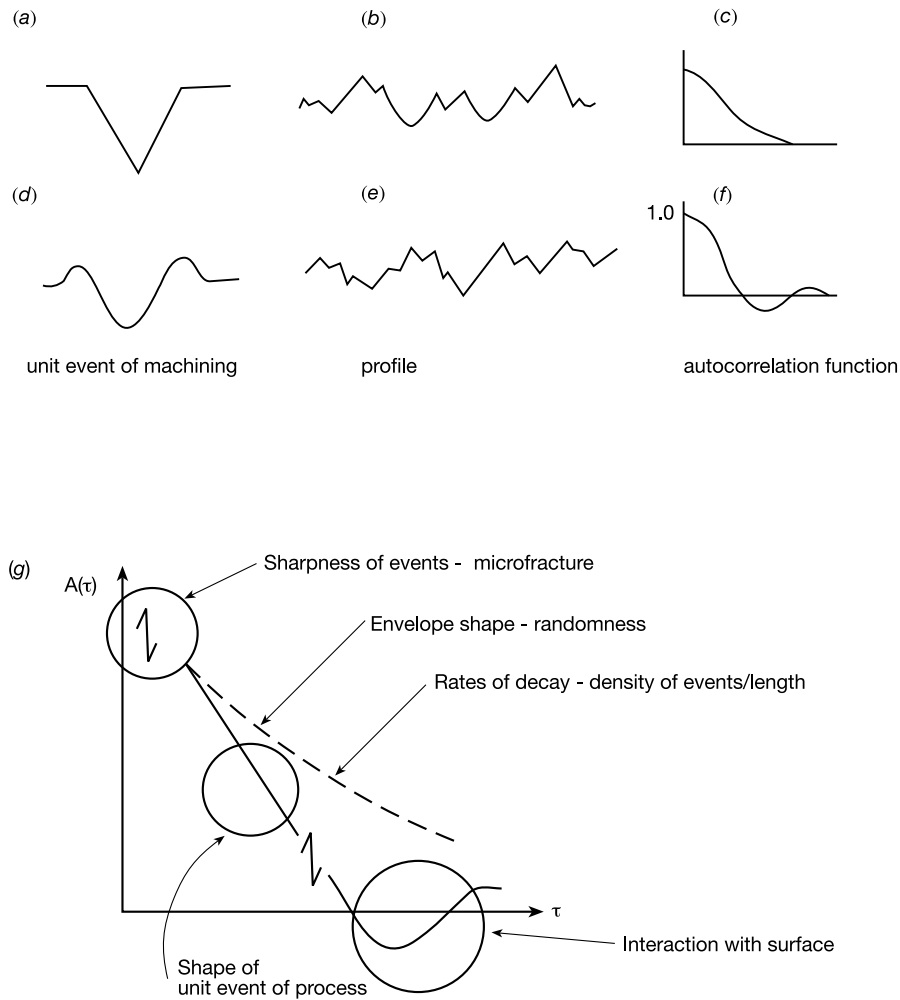 (a)
(b)
(c)
(d)
(e)
(f)
1.0
unit event of machining
profile
autocorrelation function
(g)
A(τ)
Sharpness of events - microfracture
Envelope shape - randomness
Rates of decay - density of events/length
τ
Interaction with surface
Shape of
unit event of process